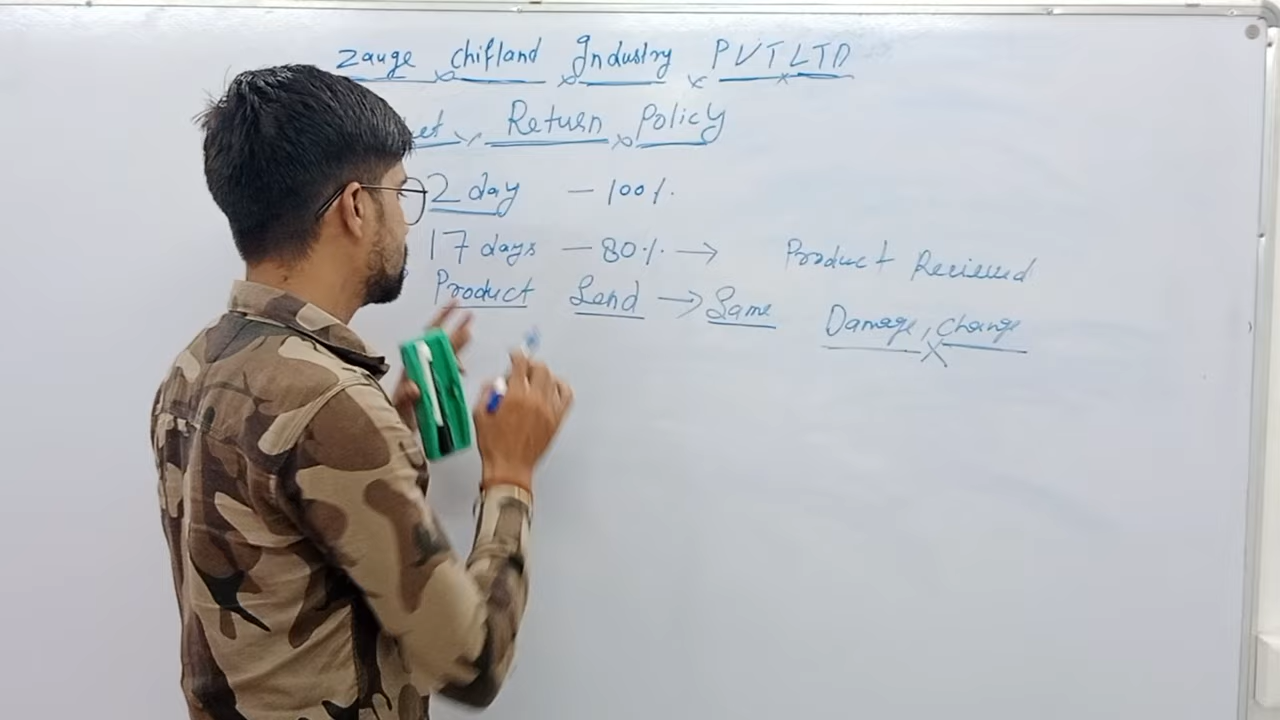 Zauge Chifland Industry PVT LTD
Return Policy
2 day - 100%.
17 days - 80%. → Product Recieved
Product Send → Same Damage, Change